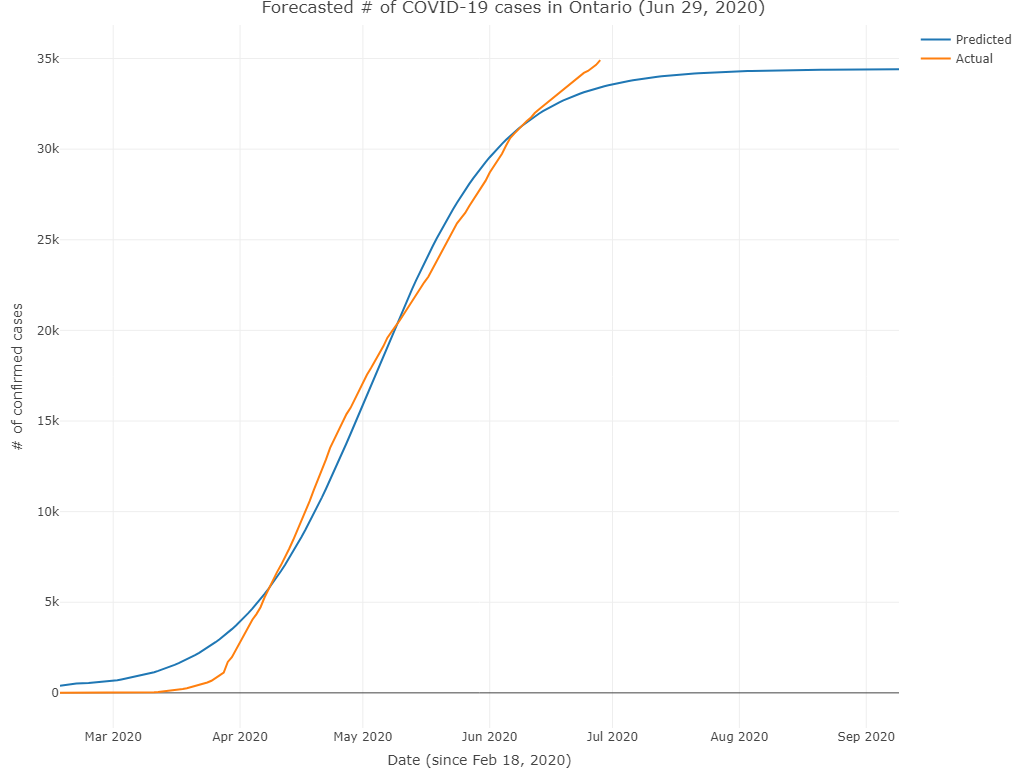 Forecasted # of COVID-19 cases in Ontario (Jun 29, 2020)
Predicted
Actual
35k
30k
25k
20k
15k
10k
5k
0
# of confirmed cases
Mar 2020 Apr 2020 May 2020 Jun 2020 Jul 2020 Aug 2020 Sep 2020
Date (since Feb 18, 2020)